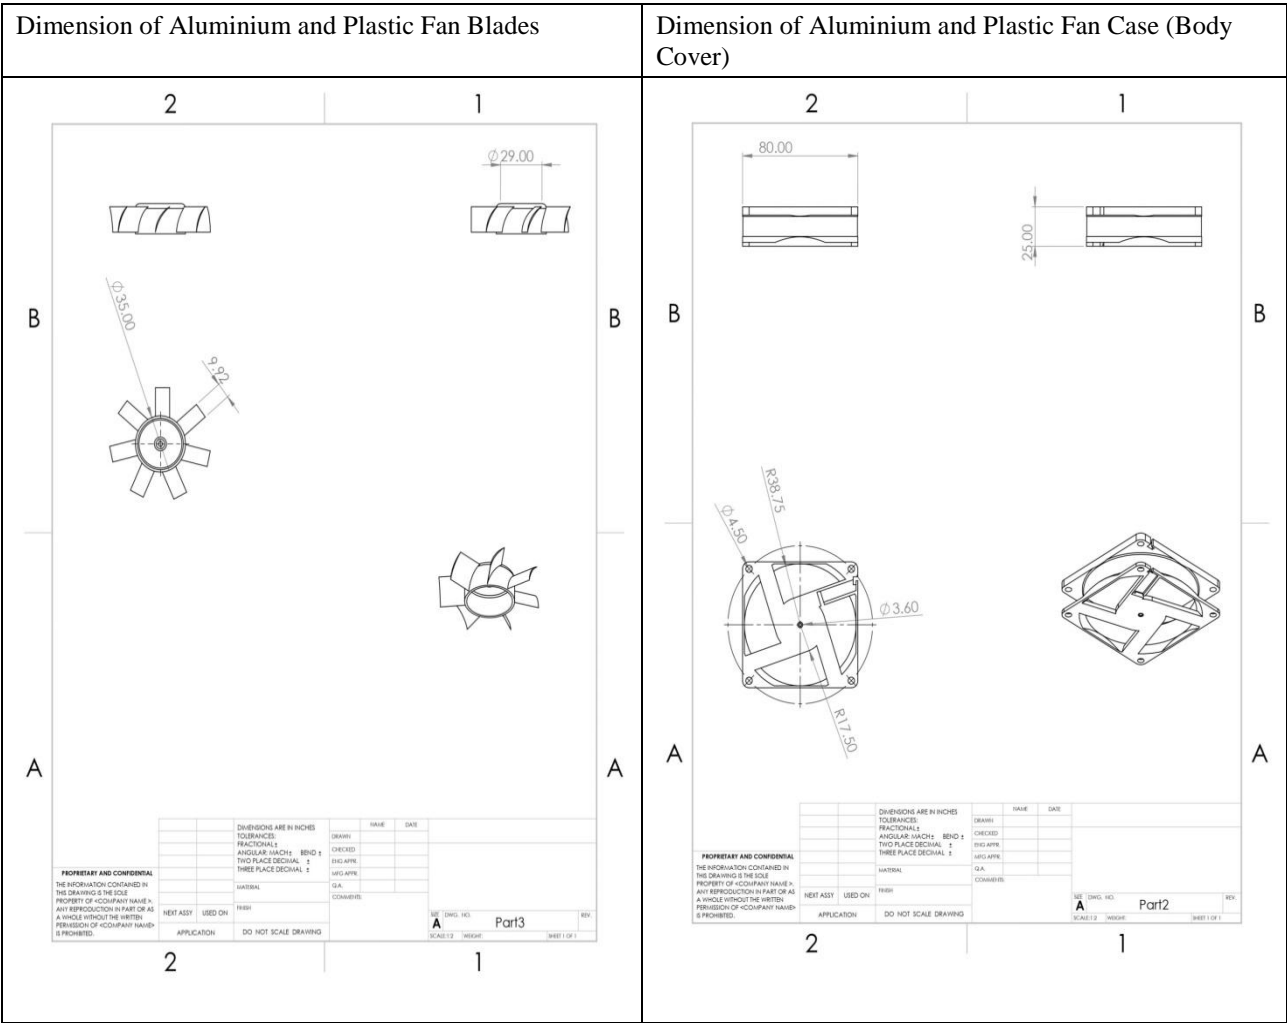 Dimension of Aluminium and Plastic Fan Blades
Dimension of Aluminium and Plastic Fan Case (Body
Cover)
2
1
∅29.00
∅35.00
9.92
B
B
A
A
NAME
DATE
DIMENSIONS ARE IN INCHES
TOLERANCES:
FRACTIONAL±
ANGULAR: MACH± BEND ±
TWO PLACE DECIMAL ±
THREE PLACE DECIMAL ±
DRAWN
CHECKED
ENG APPR.
MFG APPR.
Q.A.
COMMENTS:
MATERIAL
FINISH
PROPRIETARY AND CONFIDENTIAL
THE INFORMATION CONTAINED IN
THIS DRAWING IS THE SOLE
PROPERTY OF <COMPANY NAME>.
ANY REPRODUCTION IN PART OR AS
A WHOLE WITHOUT THE WRITTEN
PERMISSION OF <COMPANY NAME>
IS PROHIBITED.
NEXT ASSY
USED ON
APPLICATION
DO NOT SCALE DRAWING
SIZE
DWG. NO.
REV.
A
Part3
SCALE:1:2
WEIGHT:
SHEET 1 OF 1
2
1
2
1
80.00
25.00
B
B
R38.75
∅4.50
∅3.60
R17.50
A
A
NAME
DATE
DIMENSIONS ARE IN INCHES
TOLERANCES:
FRACTIONAL±
ANGULAR: MACH± BEND ±
TWO PLACE DECIMAL ±
THREE PLACE DECIMAL ±
DRAWN
CHECKED
ENG APPR.
MFG APPR.
Q.A.
COMMENTS:
MATERIAL
FINISH
PROPRIETARY AND CONFIDENTIAL
THE INFORMATION CONTAINED IN
THIS DRAWING IS THE SOLE
PROPERTY OF <COMPANY NAME>.
ANY REPRODUCTION IN PART OR AS
A WHOLE WITHOUT THE WRITTEN
PERMISSION OF <COMPANY NAME>
IS PROHIBITED.
NEXT ASSY
USED ON
APPLICATION
DO NOT SCALE DRAWING
SIZE
DWG. NO.
REV.
A
Part2
SCALE:1:2
WEIGHT:
SHEET 1 OF 1
2
1